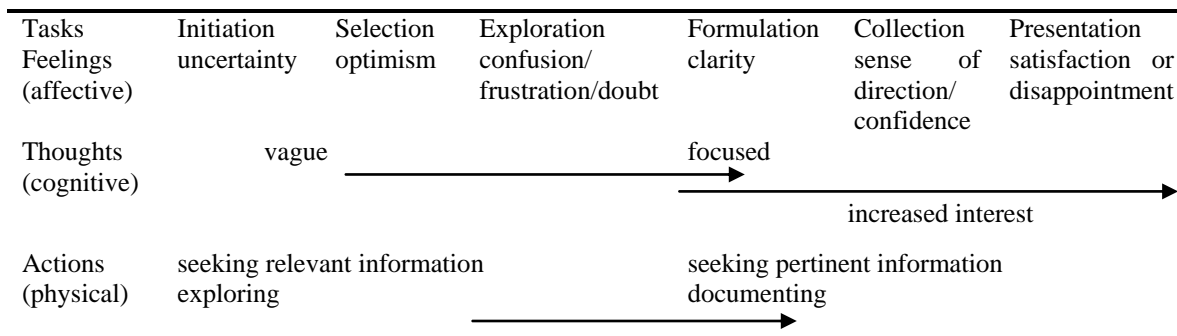 Tasks Initiation Selection Exploration Formulation Collection Presentation
Feelings uncertainty optimism confusion/ clarity sense of satisfaction or
(affective) frustration/doubt direction/ disappointment
confidence
Thoughts vague focused
(cognitive)
increased interest
Actions seeking relevant information seeking pertinent information
(physical) exploring documenting